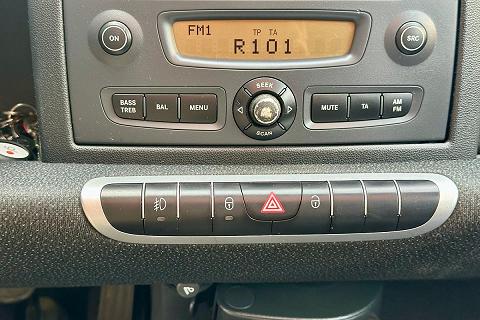 FM1 TP TA
R101
ON
SRC
SEEK
BASS
TREB
BAL
MENU
SCAN
MUTE
TA
AM
FM